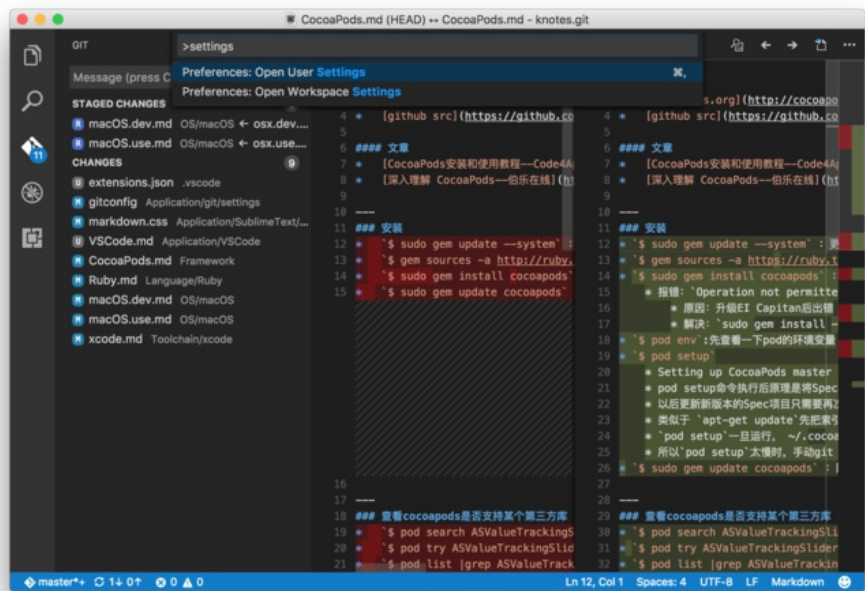 CocoaPods.md (HEAD) ↔ CocoaPods.md - knotes.git
GIT
>settings
Preferences: Open User Settings ⌘,
Preferences: Open Workspace Settings
Message (press C
STAGED CHANGES
macOS.dev.md OS/macOS ← osx.dev....
macOS.use.md OS/macOS ← osx.use....
CHANGES 9
extensions.json .vscode
gitconfig Application/git/settings
markdown.css Application/SublimeText/...
VSCode.md Application/VSCode
CocoaPods.md Framework
Ruby.md Language/Ruby
macOS.dev.md OS/macOS
macOS.use.md OS/macOS
xcode.md Toolchain/xcode
11
4 * [github src](https://github.co
5
6 #### 文章
7 * [CocoaPods安装和使用教程--Code4A
8 * [深入理解 CocoaPods--伯乐在线](ht
9
10 ---
11 ### 安装
12 * `$ sudo gem update --system` :
13 * `$ gem sources -a http://ruby.
14 * `$ sudo gem install cocoapods`
15 * `$ sudo gem update cocoapods`
16
17 ---
18 ### 查看cocoapods是否支持某个第三方库
19 * `$ pod search ASValueTrackingS
20 * `$ pod try ASValueTrackingSlid
21 * `$ pod list |grep ASValueTrackin
s.org](http://cocoapo
4 * [github src](https://github.co
5
6 #### 文章
7 * [CocoaPods安装和使用教程--Code4A
8 * [深入理解 CocoaPods--伯乐在线](ht
9
10 ---
11 ### 安装
12 * `$ sudo gem update --system` : 更
13 * `$ gem sources -a https://ruby.t
14 * `$ sudo gem install cocoapods` :
15 * 报错: `Operation not permitte
16 * 原因: 升级EI Capitan后出错
17 * 解决: `sudo gem install -
18 * `$ pod env`:先查看一下pod的环境变量
19 * `$ pod setup`
20 * Setting up CocoaPods master
21 * pod setup命令执行后原理是将Spec
22 * 以后更新新版本的Spec项目只需要再次
23 * 类似于 `apt-get update`先把索引
24 * `pod setup`一旦运行, ~/.cocoa
25 * 所以`pod setup`太慢时, 手动git
26 * `$ sudo gem update cocoapods` :
27
28 ---
29 ### 查看cocoapods是否支持某个第三方库
30 * `$ pod search ASValueTrackingSli
31 * `$ pod try ASValueTrackingSlider
32 * `$ pod list |grep ASValueTrackin
master*+ 1↓ 0↑ 0 0 Ln 12, Col 1 Spaces: 4 UTF-8 LF Markdown